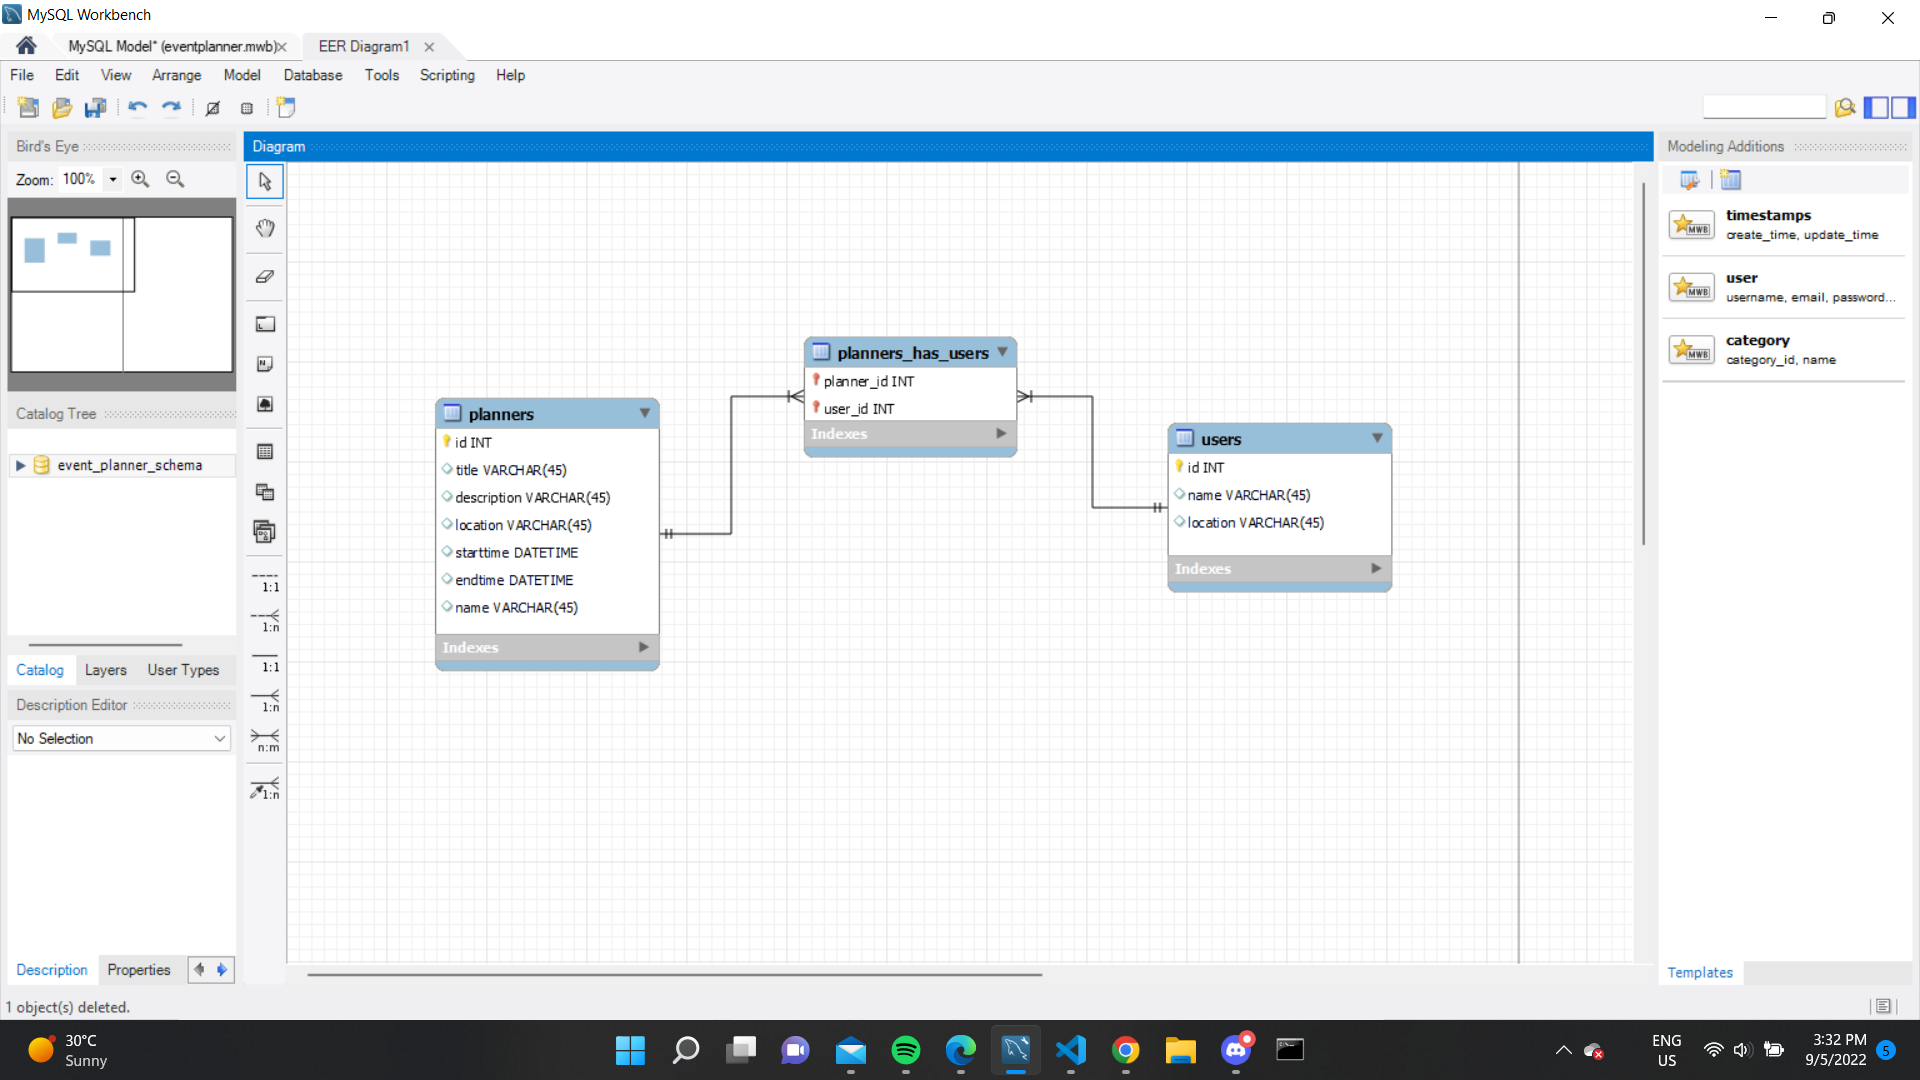 MySQL Workbench
MySQL Model* (eventplanner.mwb)
EER Diagram1
File Edit View Arrange Model Database Tools Scripting Help
Bird's Eye
Zoom: 100%
Catalog Tree
event_planner_schema
Catalog Layers User Types
Description Editor
No Selection
Description Properties
1 object(s) deleted.
Diagram
1:1
1:n
1:1
1:n
n:m
1:n
planners
id INT
title VARCHAR(45)
description VARCHAR(45)
location VARCHAR(45)
starttime DATETIME
endtime DATETIME
name VARCHAR(45)
Indexes
planners_has_users
planner_id INT
user_id INT
Indexes
users
id INT
name VARCHAR(45)
location VARCHAR(45)
Indexes
Modeling Additions
MWB
timestamps
create_time, update_time
MWB
user
username, email, password...
MWB
category
category_id, name
Templates
30°C
Sunny
ENG
US
3:32 PM
9/5/2022
5